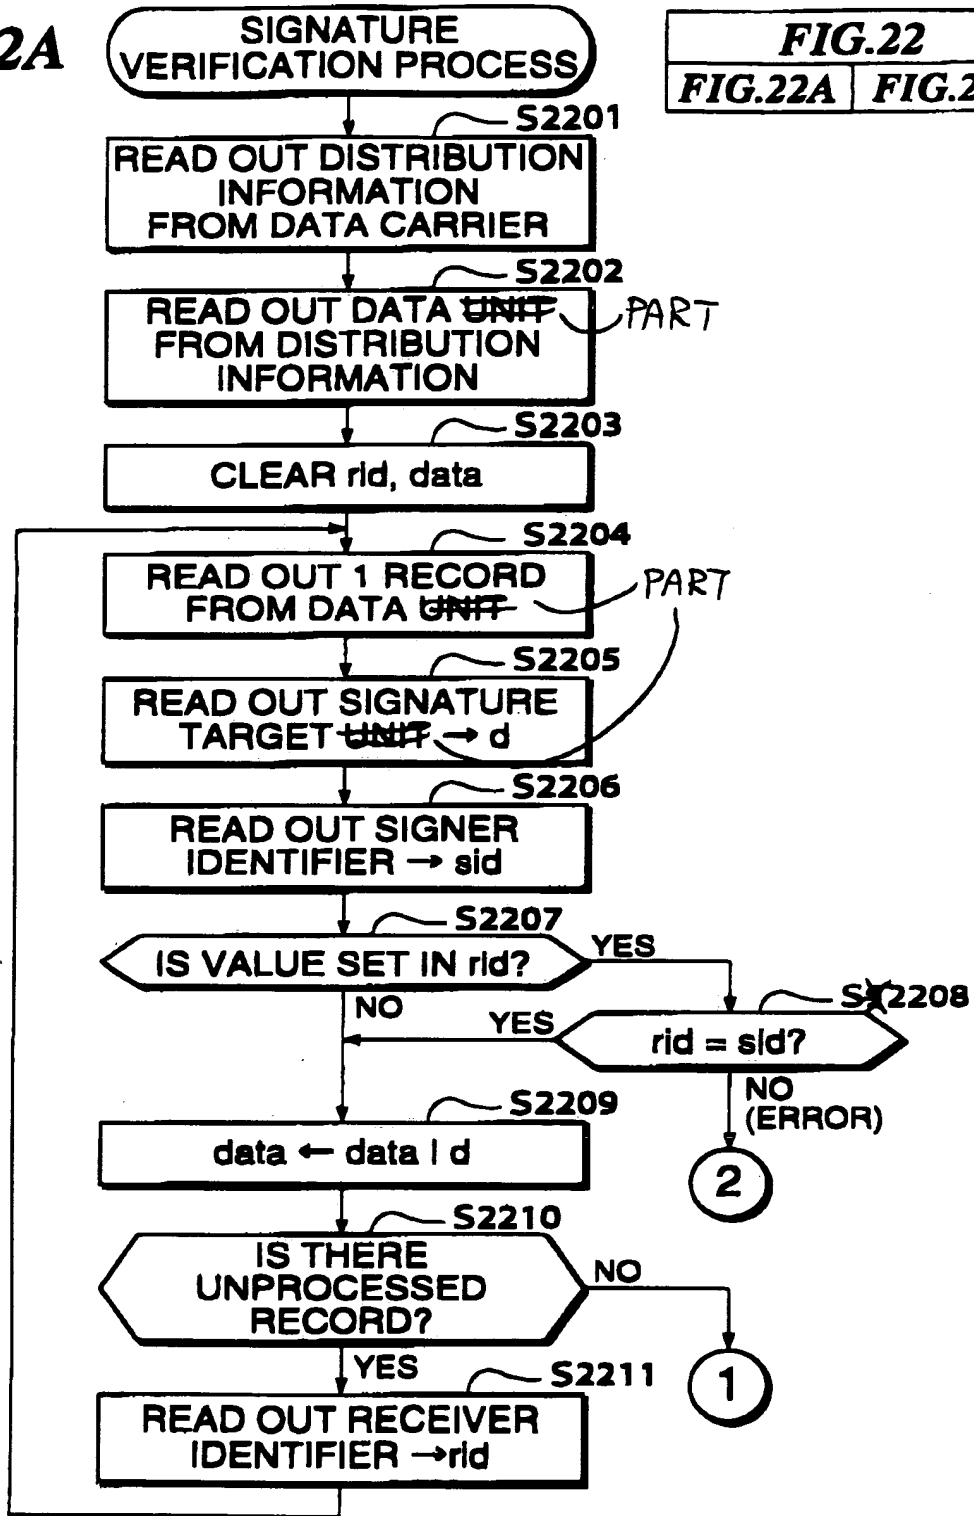 2A
SIGNATURE
VERIFICATION PROCESS
FIG.22
FIG.22A FIG.2
S2201
READ OUT DISTRIBUTION
INFORMATION
FROM DATA CARRIER
S2202
READ OUT DATA UNIT PART
FROM DISTRIBUTION
INFORMATION
S2203
CLEAR rid, data
S2204
READ OUT 1 RECORD
FROM DATA UNIT
PART
S2205
READ OUT SIGNATURE
TARGET UNIT → d
S2206
READ OUT SIGNER
IDENTIFIER → sid
S2207
IS VALUE SET IN rid?
YES
NO
S2208
YES
rid = sid?
NO
(ERROR)
2
S2209
data ← data | d
S2210
IS THERE
UNPROCESSED
RECORD?
NO
YES
1
S2211
READ OUT RECEIVER
IDENTIFIER →rid